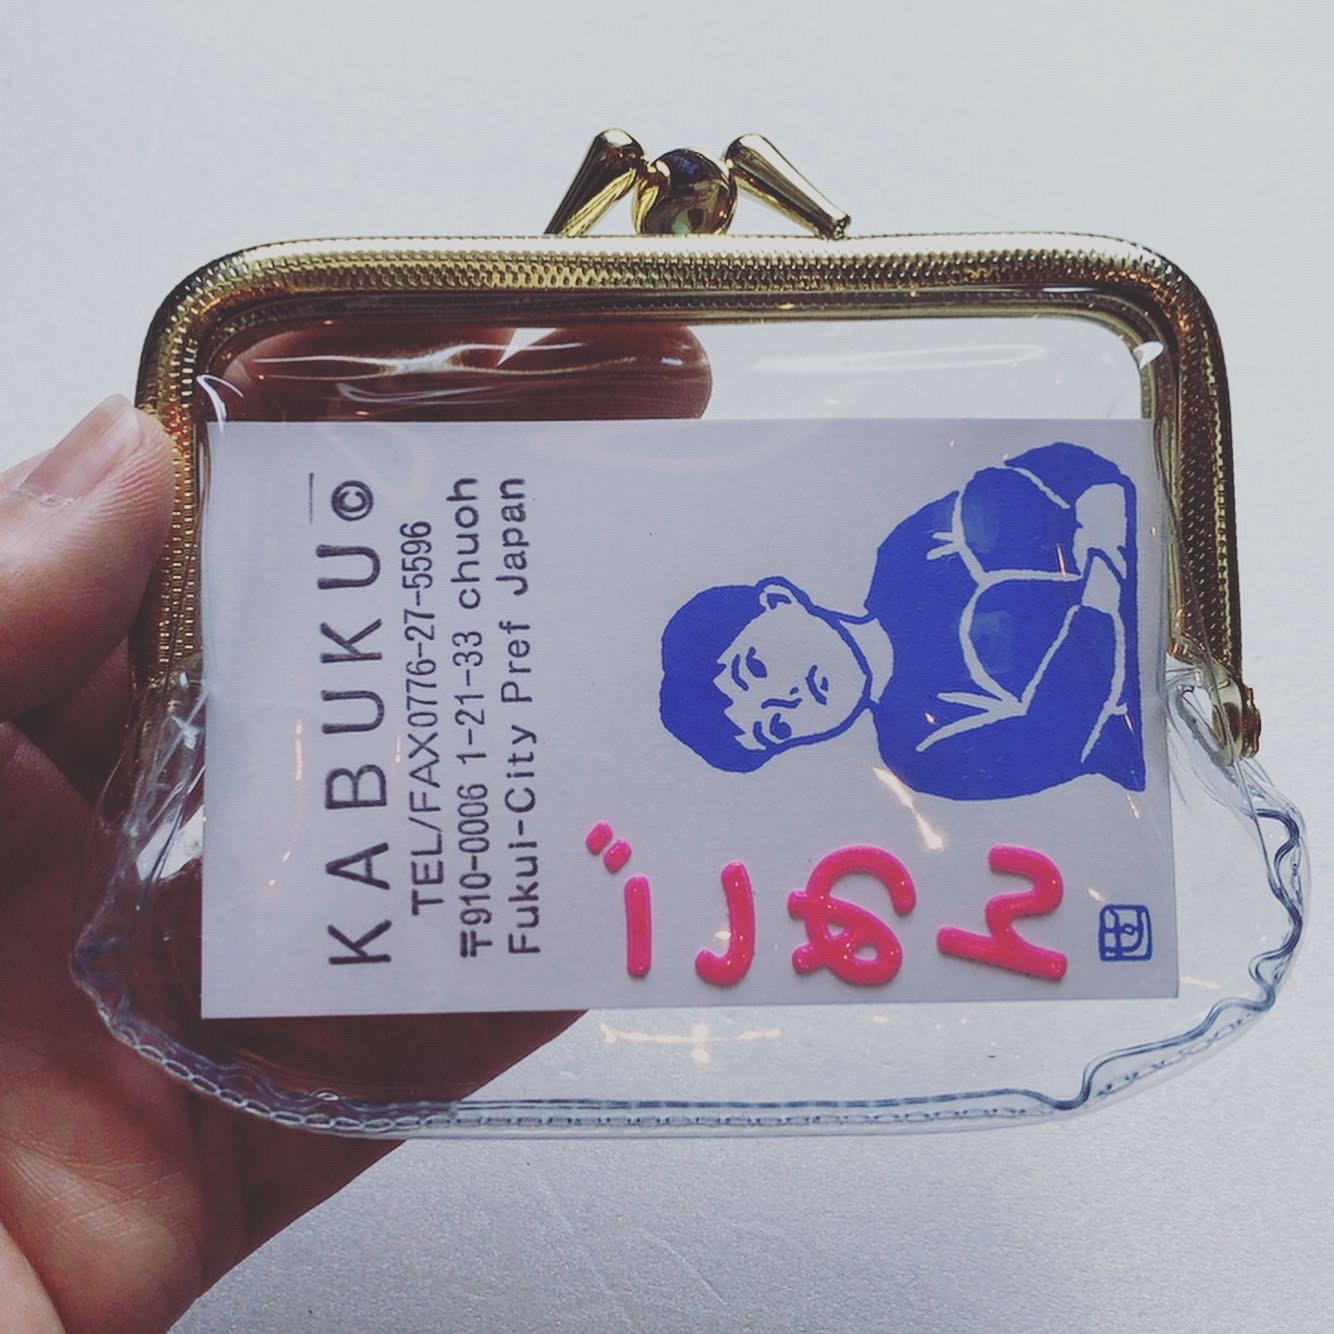 KABUKU©
TEL/FAX0776-27-5596
〒910-0006 1-21-33 chuoh
Fukui-City Pref Japan
ごめん